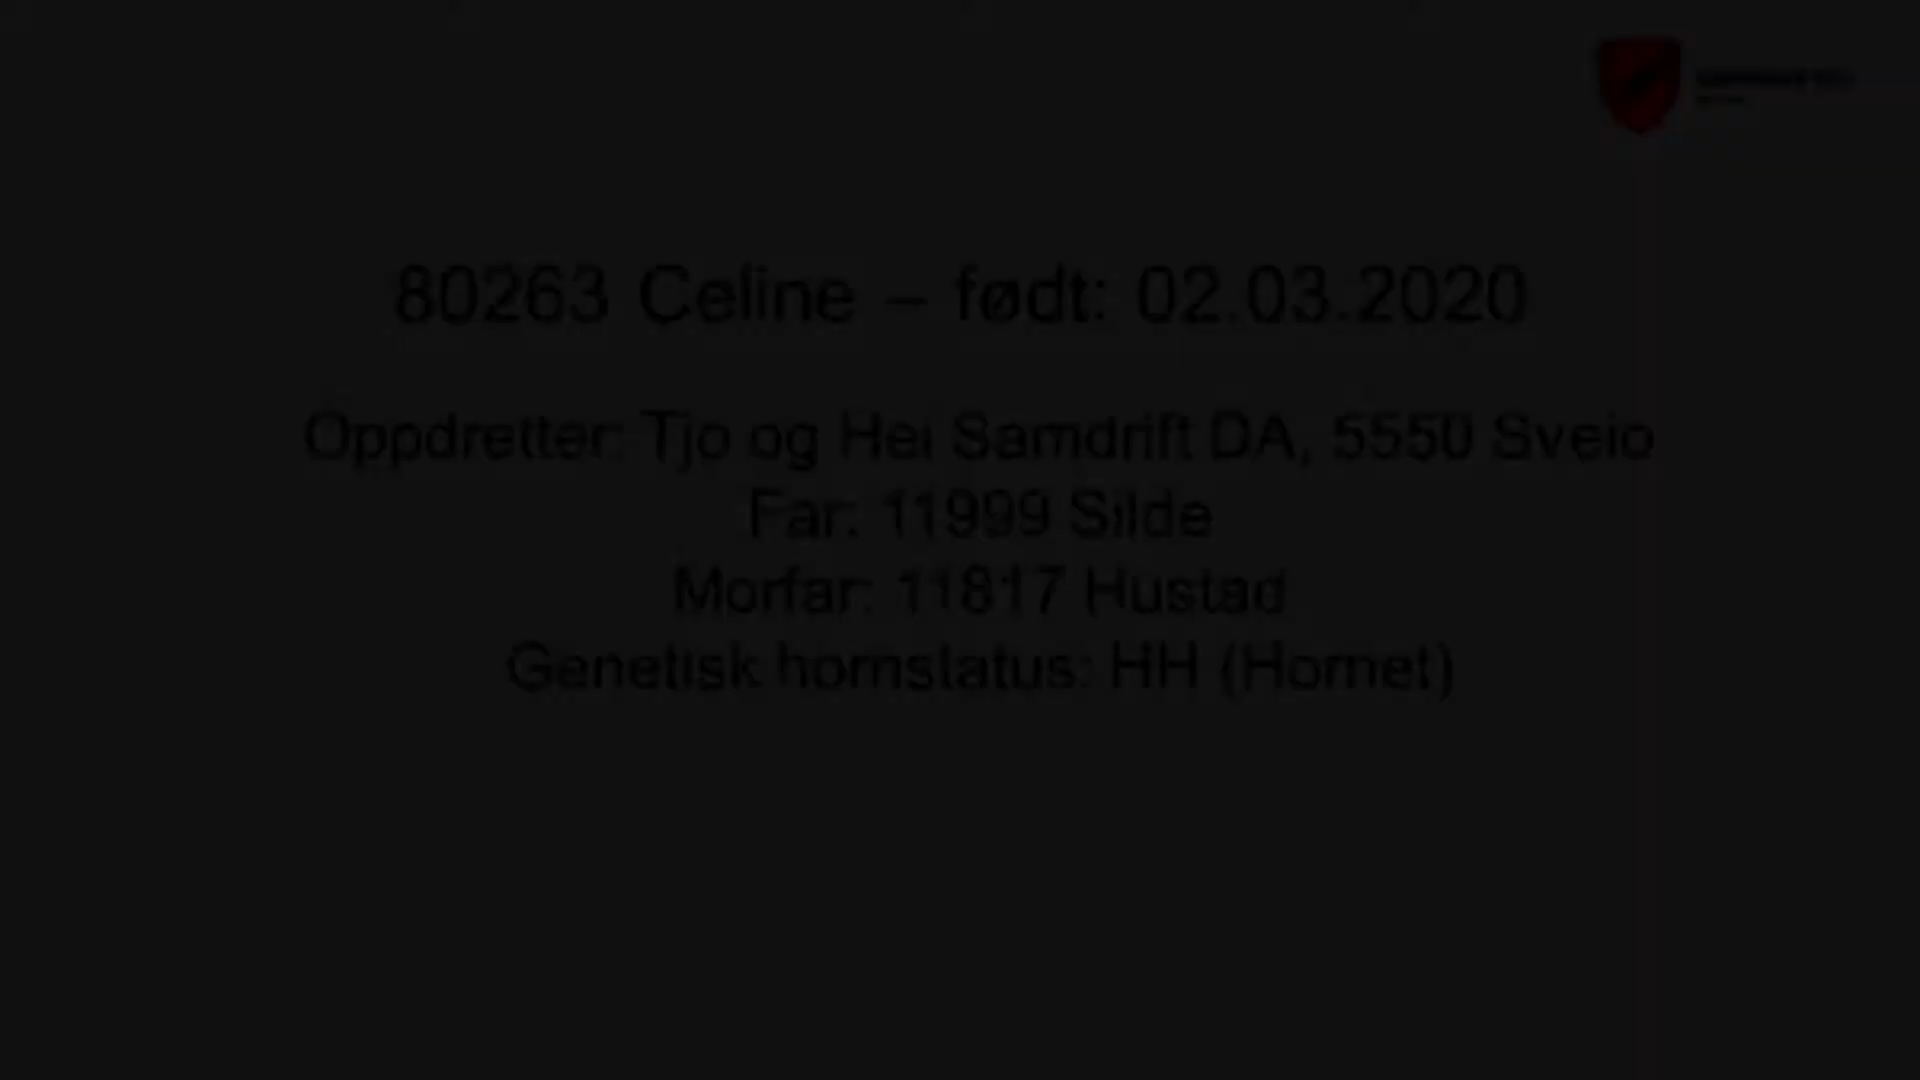 80263 Celine – født: 02.03.2020
Oppdretter: Tjo og Hei Samdrift DA, 5550 Sveio
Far: 11999 Silde
Morfar: 11817 Hustad
Genetisk hornstatus: HH (Hornet)